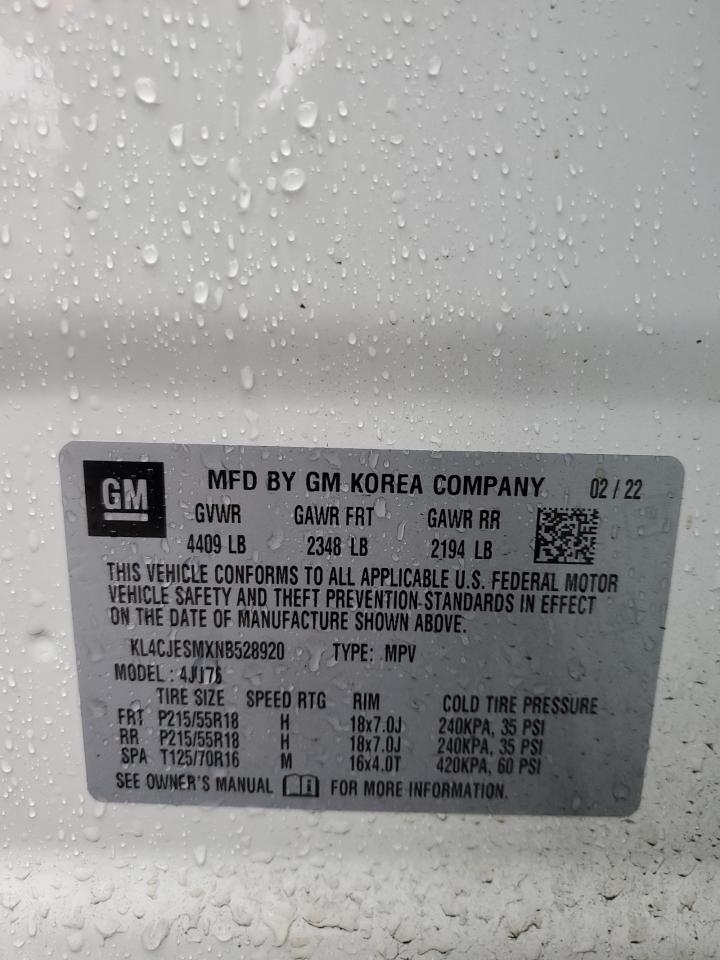 GM
MFD BY GM KOREA COMPANY 02 / 22
GVWR GAWR FRT GAWR RR
4409 LB 2348 LB 2194 LB
THIS VEHICLE CONFORMS TO ALL APPLICABLE U.S. FEDERAL MOTOR
VEHICLE SAFETY AND THEFT PREVENTION STANDARDS IN EFFECT
ON THE DATE OF MANUFACTURE SHOWN ABOVE.
KL4CJESMXNB528920 TYPE: MPV
MODEL: 4JJ76
TIRE SIZE SPEED RTG RIM COLD TIRE PRESSURE
FRT P215/55R18 H 18x7.0J 240KPA, 35 PSI
RR P215/55R18 H 18x7.0J 240KPA, 35 PSI
SPA T125/70R16 M 16x4.0T 420KPA, 60 PSI
SEE OWNER'S MANUAL FOR MORE INFORMATION.